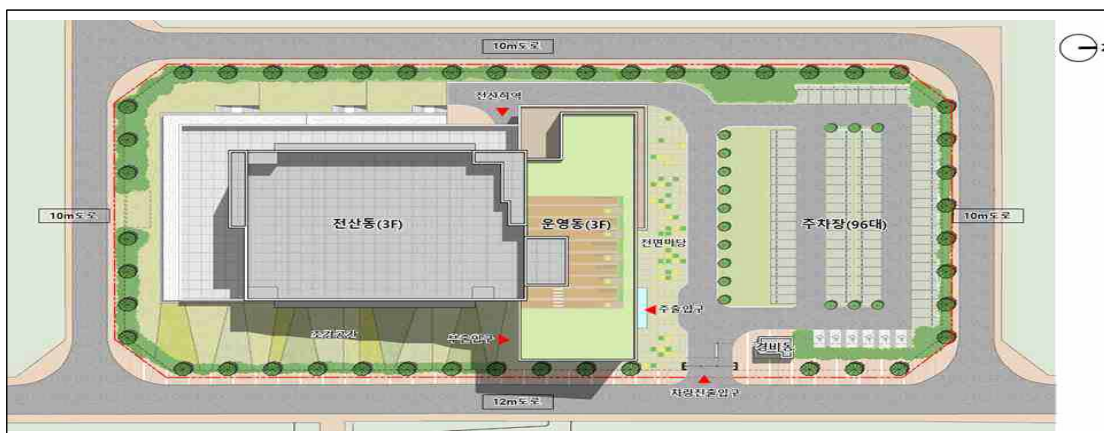 10m도로
전산하역
10m도로
전산동(3F)
운영동(3F)
전면마당
주차장(96대)
10m도로
주출입구
조경공간
부출입구
경비동
차량진출입구
12m도로